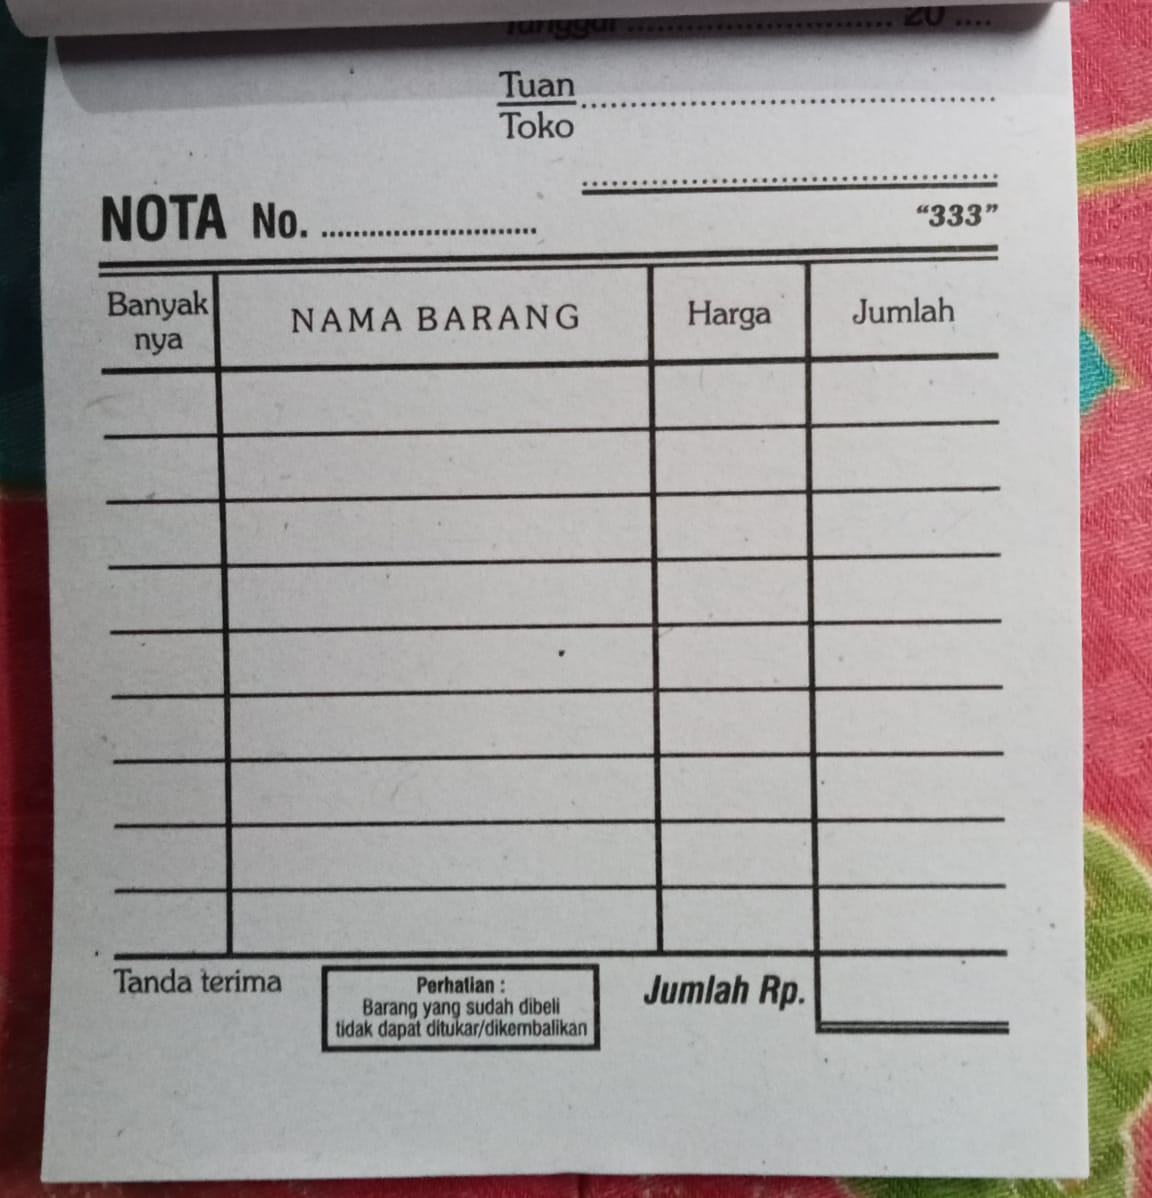 Tanggal ................................ 20 ....
Tuan ................................................
Toko
................................................
NOTA No. ............................
“333”
Banyak
nya
NAMA BARANG
Harga
Jumlah
Tanda terima
Perhatian :
Barang yang sudah dibeli
tidak dapat ditukar/dikembalikan
Jumlah Rp.